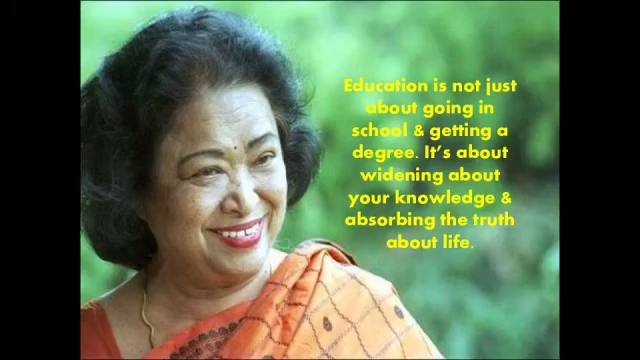 Education is not just
about going in
school & getting a
degree. It's about
widening about
your knowledge &
absorbing the truth
about life.